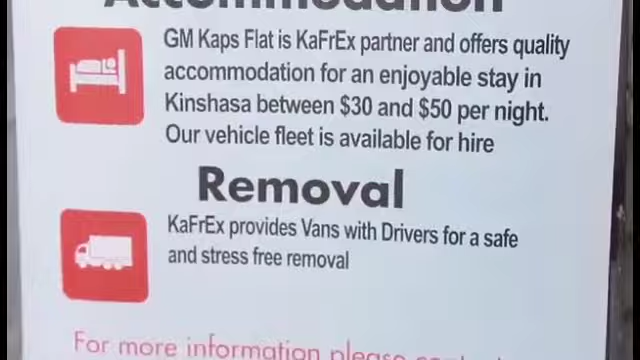 Accommodation
GM Kaps Flat is KaFrEx partner and offers quality
accommodation for an enjoyable stay in
Kinshasa between $30 and $50 per night.
Our vehicle fleet is available for hire
Removal
KaFrEx provides Vans with Drivers for a safe
and stress free removal
For more information please